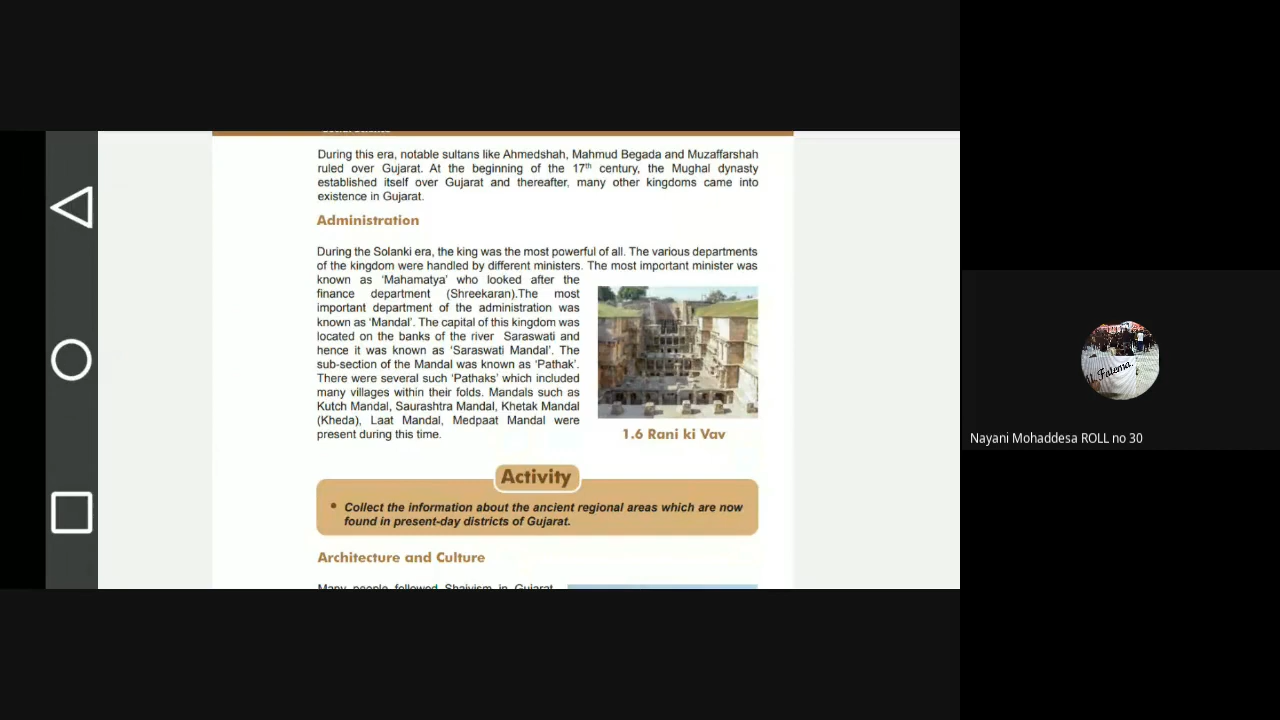 During this era, notable sultans like Ahmedshah, Mahmud Begada and Muzaffarshah
ruled over Gujarat. At the beginning of the 17th century, the Mughal dynasty
established itself over Gujarat and thereafter, many other kingdoms came into
existence in Gujarat.
Administration
During the Solanki era, the king was the most powerful of all. The various departments
of the kingdom were handled by different ministers. The most important minister was
known as ‘Mahamatya’ who looked after the
finance department (Shreekaran).The most
important department of the administration was
known as ‘Mandal’. The capital of this kingdom was
located on the banks of the river Saraswati and
hence it was known as ‘Saraswati Mandal’. The
sub-section of the Mandal was known as ‘Pathak’.
There were several such ‘Pathaks’ which included
many villages within their folds. Mandals such as
Kutch Mandal, Saurashtra Mandal, Khetak Mandal
(Kheda), Laat Mandal, Medpaat Mandal were
present during this time.
1.6 Rani ki Vav
Activity
• Collect the information about the ancient regional areas which are now
found in present-day districts of Gujarat.
Architecture and Culture
Many people followed Shaivism in Gujarat
Fatema.
Nayani Mohaddesa ROLL no 30